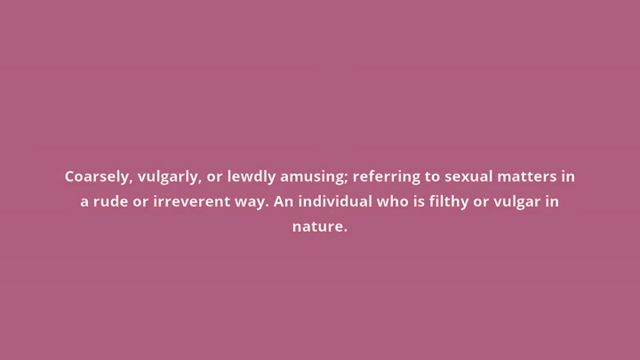 Coarsely, vulgarly, or lewdly amusing; referring to sexual matters in
a rude or irreverent way. An individual who is filthy or vulgar in
nature.